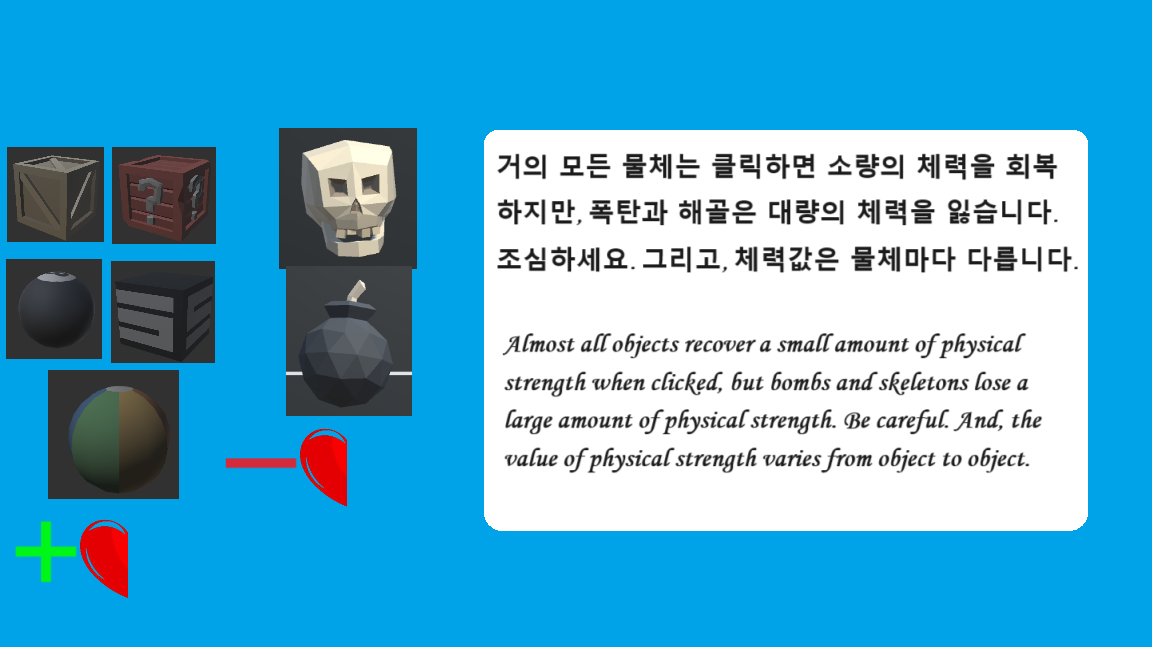 거의 모든 물체는 클릭하면 소량의 체력을 회복
하지만, 폭탄과 해골은 대량의 체력을 잃습니다.
조심하세요. 그리고, 체력값은 물체마다 다릅니다.
Almost all objects recover a small amount of physical
strength when clicked, but bombs and skeletons lose a
large amount of physical strength. Be careful. And, the
value of physical strength varies from object to object.